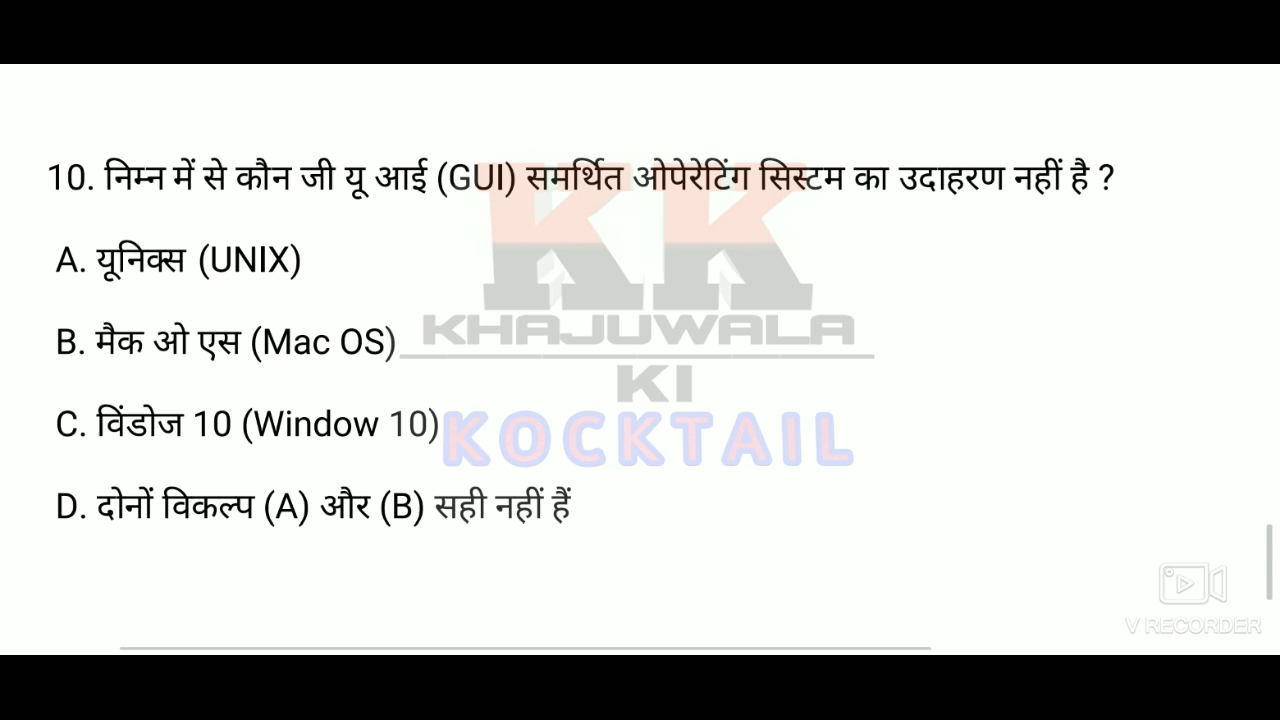 10. निम्न में से कौन जी यू आई (GUI) समर्थित ओपेरेटिंग सिस्टम का उदाहरण नहीं है ?
A. यूनिक्स (UNIX)
B. मैक ओ एस (Mac OS)
C. विंडोज 10 (Window 10)
D. दोनों विकल्प (A) और (B) सही नहीं हैं
KK
KHAJUWALA
KI
KOCKTAIL
V RECORDER